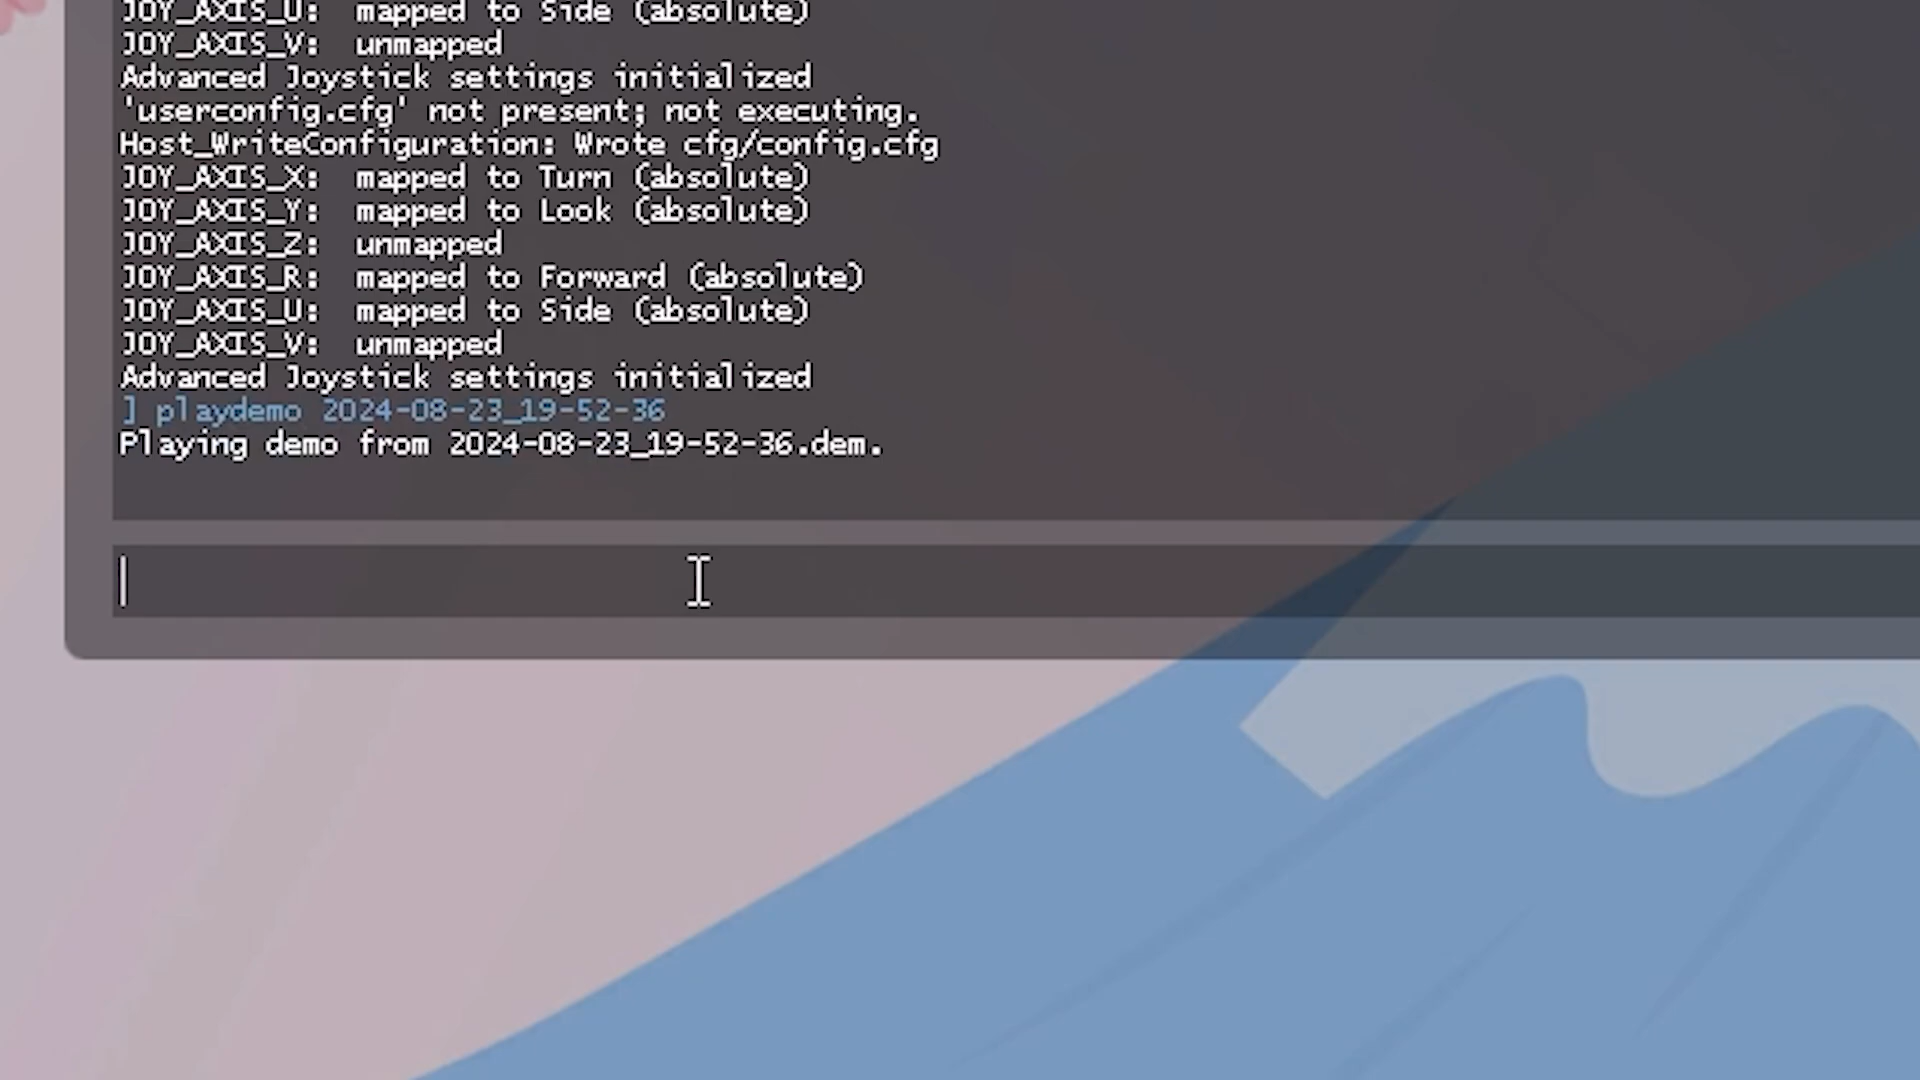 JOY_AXIS_U:  mapped to Side (absolute)
JOY_AXIS_V:  unmapped
Advanced Joystick settings initialized
'userconfig.cfg' not present; not executing.
Host_WriteConfiguration: Wrote cfg/config.cfg
JOY_AXIS_X:  mapped to Turn (absolute)
JOY_AXIS_Y:  mapped to Look (absolute)
JOY_AXIS_Z:  unmapped
JOY_AXIS_R:  mapped to Forward (absolute)
JOY_AXIS_U:  mapped to Side (absolute)
JOY_AXIS_V:  unmapped
Advanced Joystick settings initialized
] playdemo 2024-08-23_19-52-36
Playing demo from 2024-08-23_19-52-36.dem.